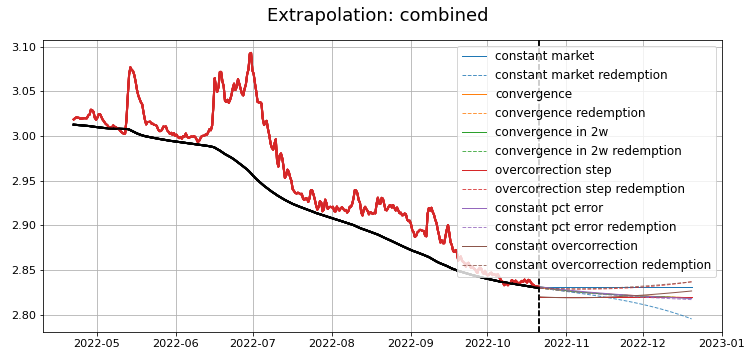 Extrapolation: combined
3.10
3.05
3.00
2.95
2.90
2.85
2.80
constant market
constant market redemption
convergence
convergence redemption
convergence in 2w
convergence in 2w redemption
overcorrection step
overcorrection step redemption
constant pct error
constant pct error redemption
constant overcorrection
constant overcorrection redemption
2022-05 2022-06 2022-07 2022-08 2022-09 2022-10 2022-11 2022-12 2023-01